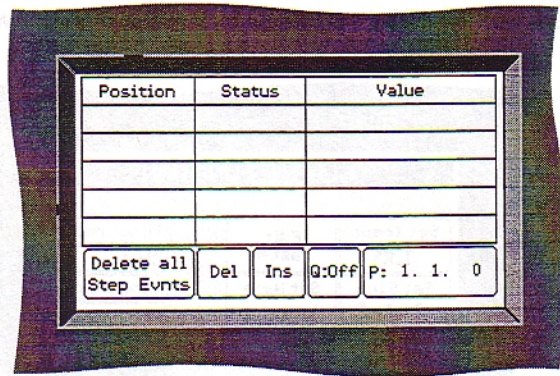 Position Status Value
Delete all
Step Evnts
Del Ins Q:Off P: 1. 1. 0